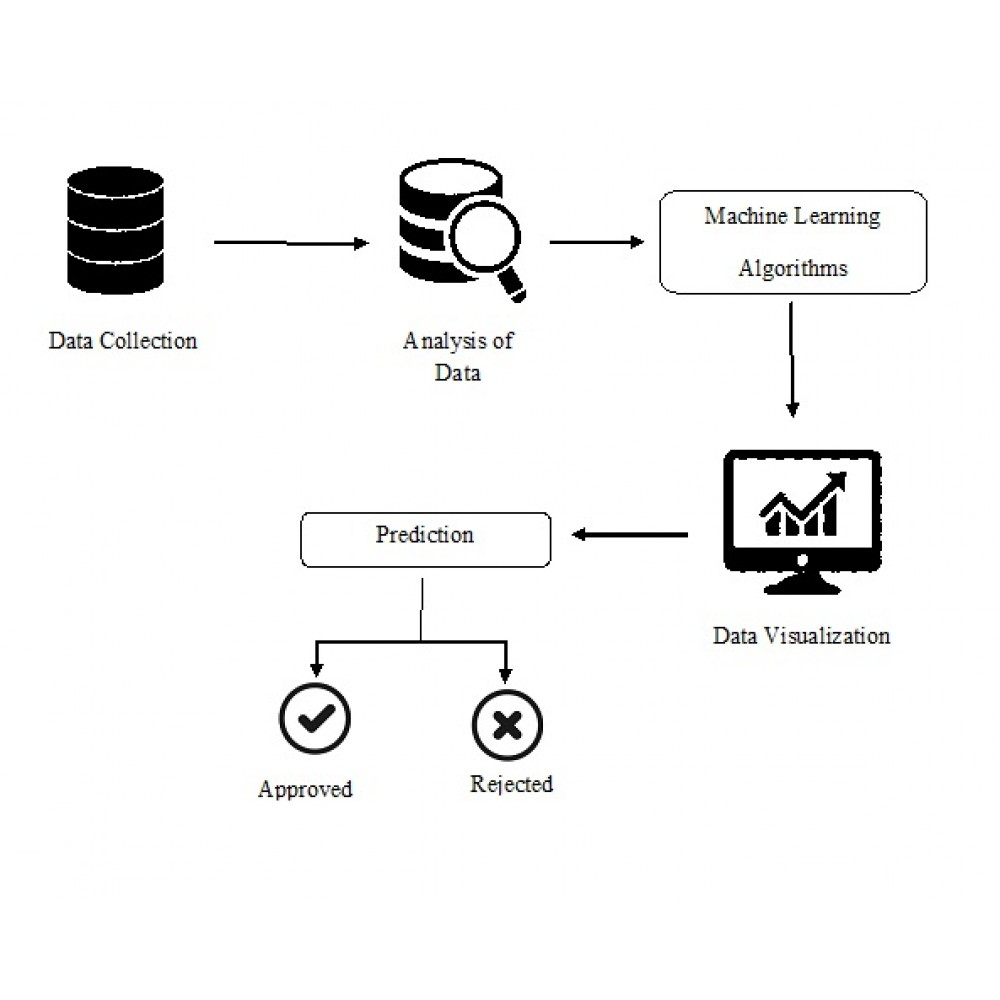 Data Collection
Analysis of
Data
Machine Learning
Algorithms
Data Visualization
Prediction
Approved
Rejected